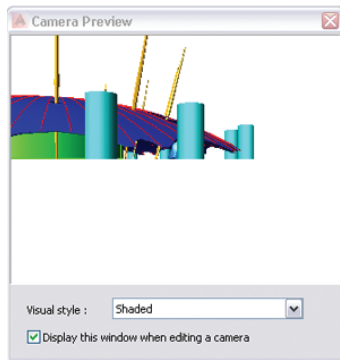 Camera Preview
Visual style : Shaded
Display this window when editing a camera